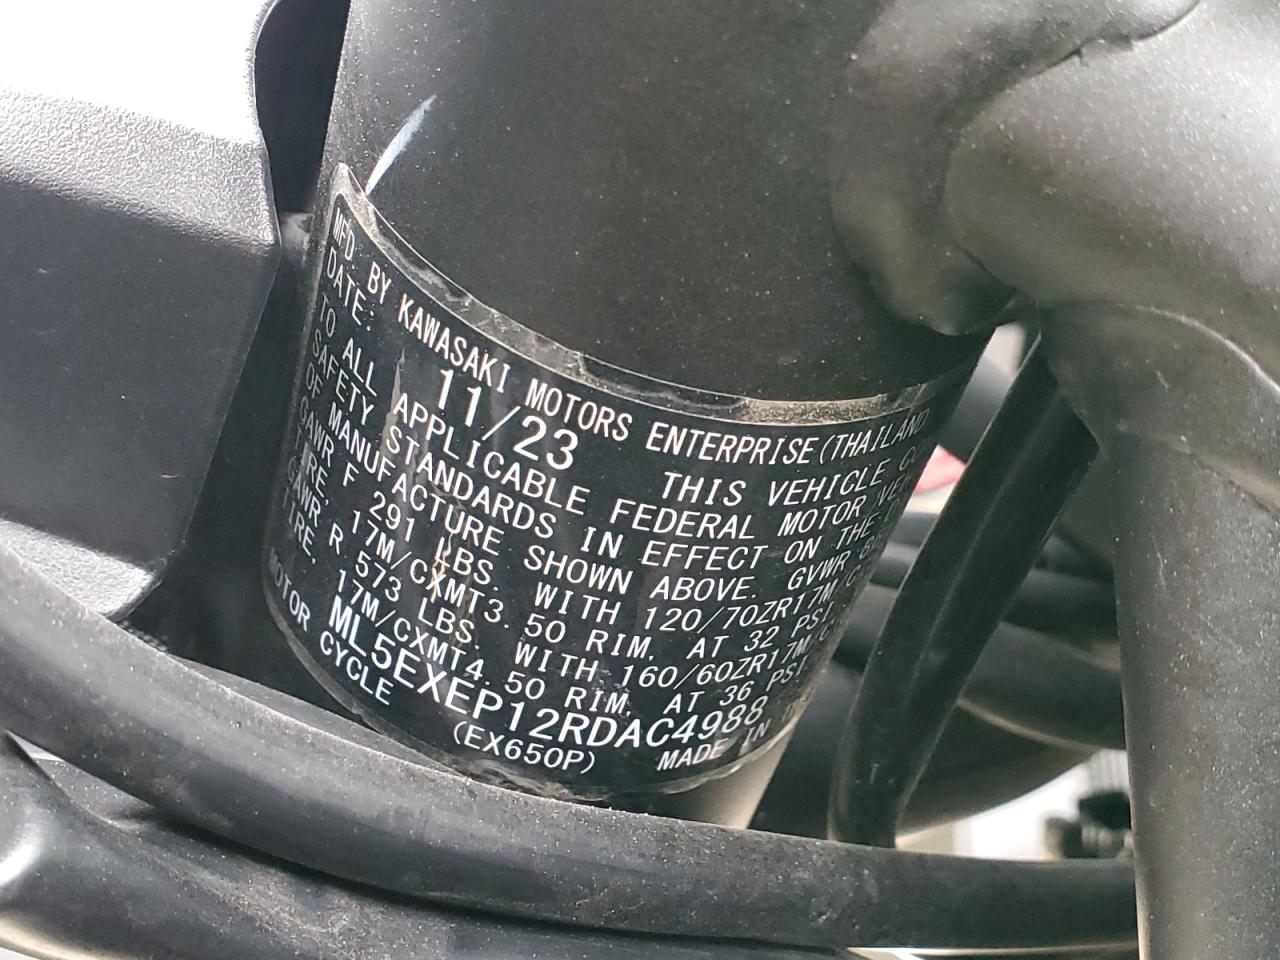 MFD. BY KAWASAKI MOTORS ENTERPRISE(THAILAND
DATE: 11/23 THIS VEHICLE
TO ALL APPLICABLE FEDERAL MOTOR
SAFETY STANDARDS IN EFFECT ON THE
OF MANUFACTURE SHOWN ABOVE. GVWR
GAWR F 291 LBS. WITH 120/70ZR17M/
TIRE, 17M/CXMT3.50 RIM, AT 32 PSI
GAWR R 573 LBS. WITH 160/60ZR17M/
TIRE, 17M/CXMT4.50 RIM, AT 36 PSI
ML5EXEP12RDAC4988
MOTOR CYCLE (EX650P) MADE IN